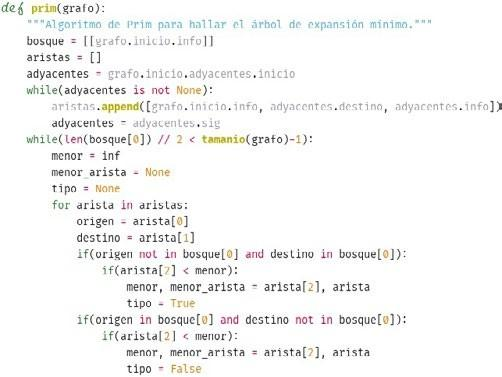 def prim(grafo):
    """Algoritmo de Prim para hallar el árbol de expansión mínimo."""
    bosque = [[grafo.inicio.info]]
    aristas = []
    adyacentes = grafo.inicio.adyacentes.inicio
    while(adyacentes is not None):
        aristas.append([grafo.inicio.info, adyacentes.destino, adyacentes.info])
        adyacentes = adyacentes.sig
    while(len(bosque[0]) // 2 < tamanio(grafo)-1):
        menor = inf
        menor_arista = None
        tipo = None
        for arista in aristas:
            origen = arista[0]
            destino = arista[1]
            if(origen not in bosque[0] and destino in bosque[0]):
                if(arista[2] < menor):
                    menor, menor_arista = arista[2], arista
                    tipo = True
            if(origen in bosque[0] and destino not in bosque[0]):
                if(arista[2] < menor):
                    menor, menor_arista = arista[2], arista
                    tipo = False